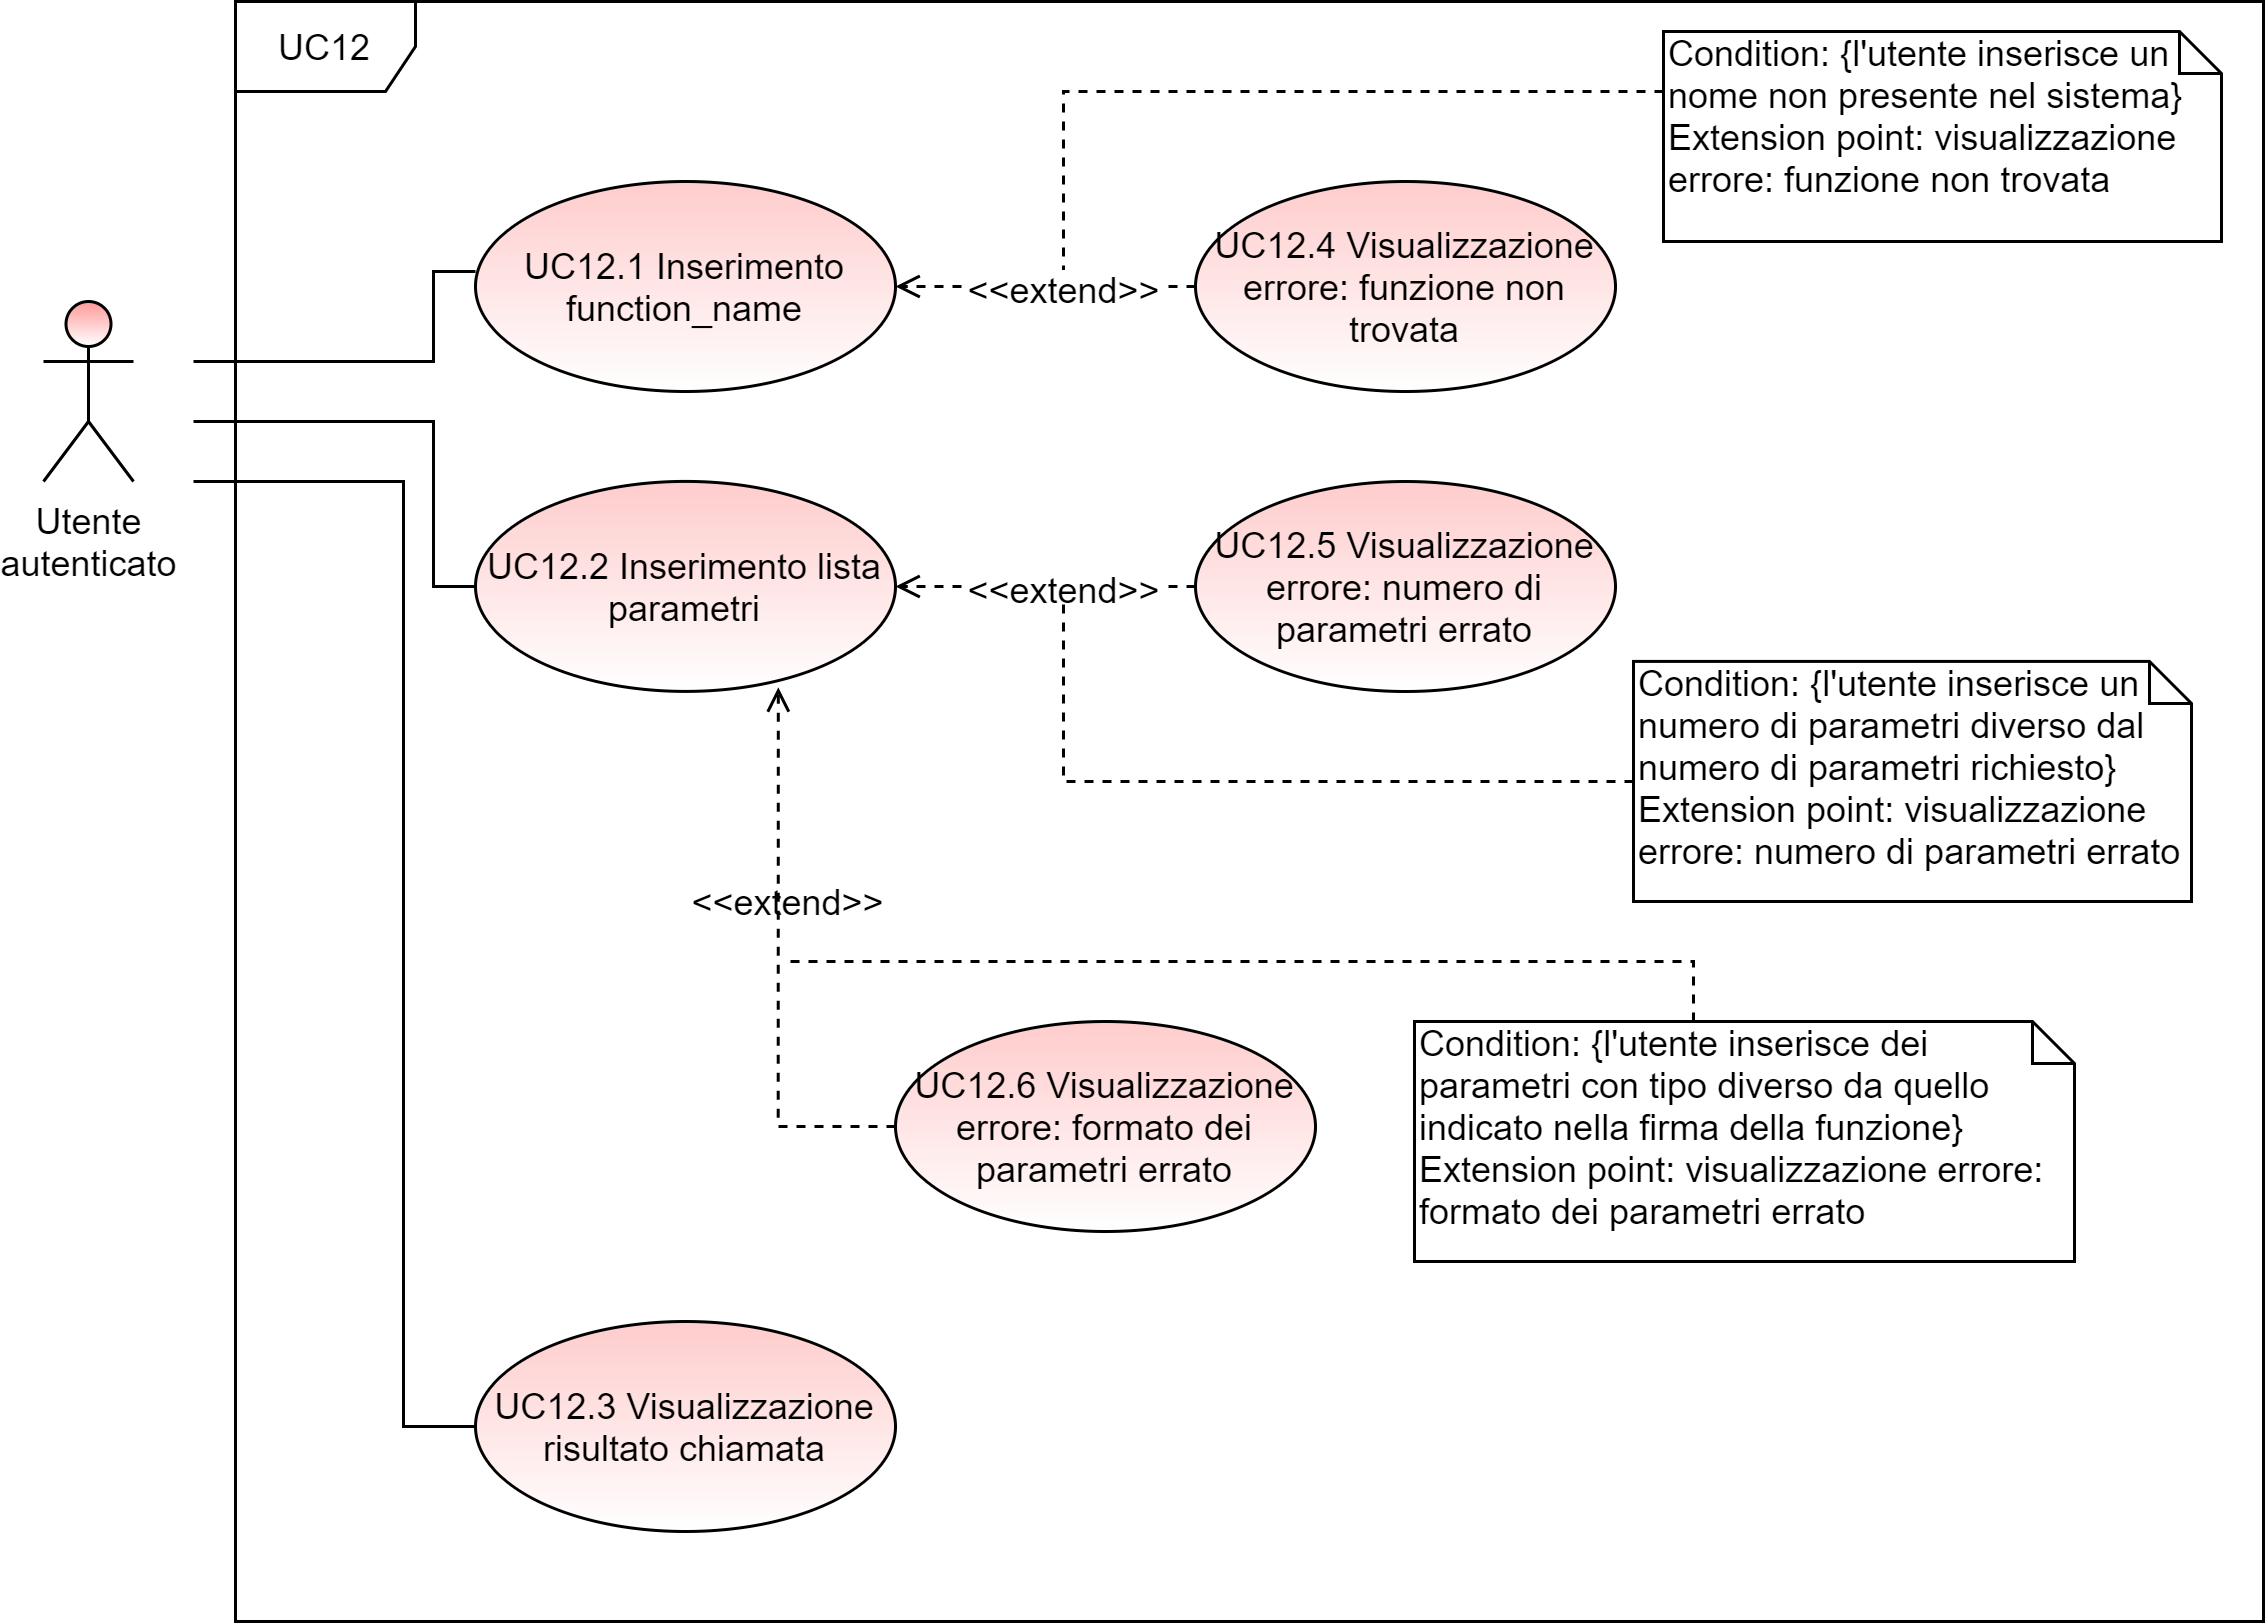 UC12
Condition: {l'utente inserisce un
nome non presente nel sistema}
Extension point: visualizzazione
errore: funzione non trovata
UC12.1 Inserimento
function_name
<<extend>>
UC12.4 Visualizzazione
errore: funzione non
trovata
Utente
autenticato
UC12.2 Inserimento lista
parametri
<<extend>>
UC12.5 Visualizzazione
errore: numero di
parametri errato
Condition: {l'utente inserisce un
numero di parametri diverso dal
numero di parametri richiesto}
Extension point: visualizzazione
errore: numero di parametri errato
<<extend>>
UC12.6 Visualizzazione
errore: formato dei
parametri errato
Condition: {l'utente inserisce dei
parametri con tipo diverso da quello
indicato nella firma della funzione}
Extension point: visualizzazione errore:
formato dei parametri errato
UC12.3 Visualizzazione
risultato chiamata